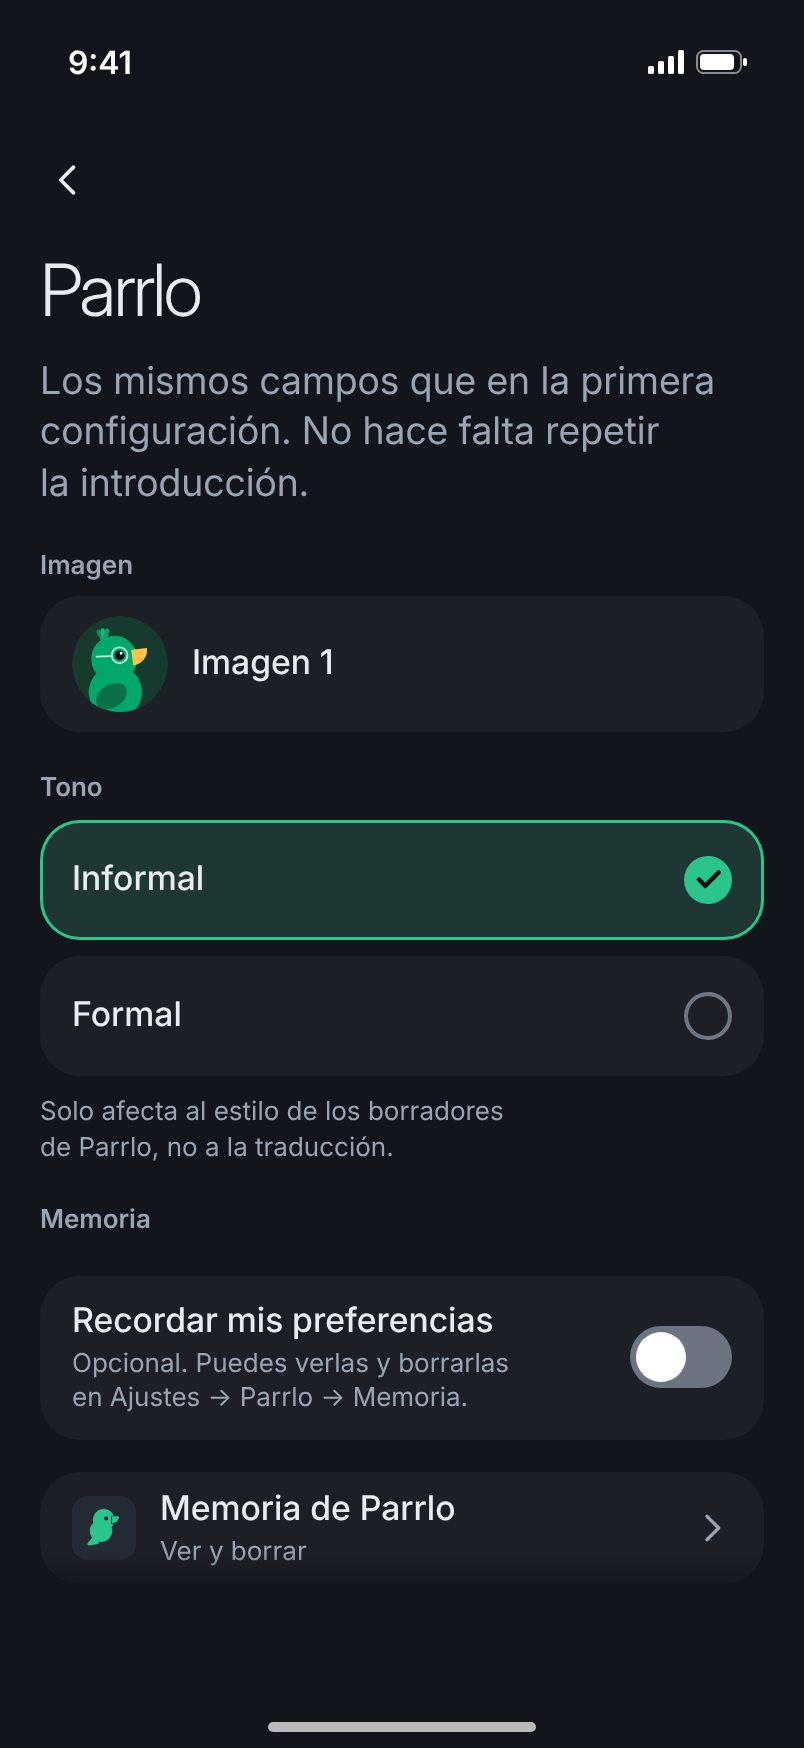 9:41
Parrlo
Los mismos campos que en la primera
configuración. No hace falta repetir
la introducción.
Imagen
Imagen 1
Tono
Informal
Formal
Solo afecta al estilo de los borradores
de Parrlo, no a la traducción.
Memoria
Recordar mis preferencias
Opcional. Puedes verlas y borrarlas
en Ajustes → Parrlo → Memoria.
Memoria de Parrlo
Ver y borrar